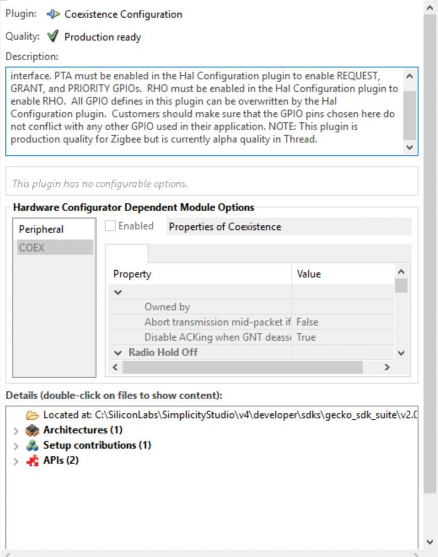 Plugin: Coexistence Configuration
Quality: Production ready
Description:
interface. PTA must be enabled in the Hal Configuration plugin to enable REQUEST,
GRANT, and PRIORITY GPIOs. RHO must be enabled in the Hal Configuration plugin to
enable RHO. All GPIO defines in this plugin can be overwritten by the Hal
Configuration plugin. Customers should make sure that the GPIO pins chosen here do
not conflict with any other GPIO used in their application. NOTE: This plugin is
production quality for Zigbee but is currently alpha quality in Thread.
This plugin has no configurable options.
Hardware Configurator Dependent Module Options
Peripheral
COEX
Enabled Properties of Coexistence
Property Value
Owned by
Abort transmission mid-packet if False
Disable ACKing when GNT deass True
Radio Hold Off
Details (double-click on files to show content):
Located at: C:\SiliconLabs\SimplicityStudio\v4\developer\sdks\gecko_sdk_suite\v2.0
Architectures (1)
Setup contributions (1)
APIs (2)